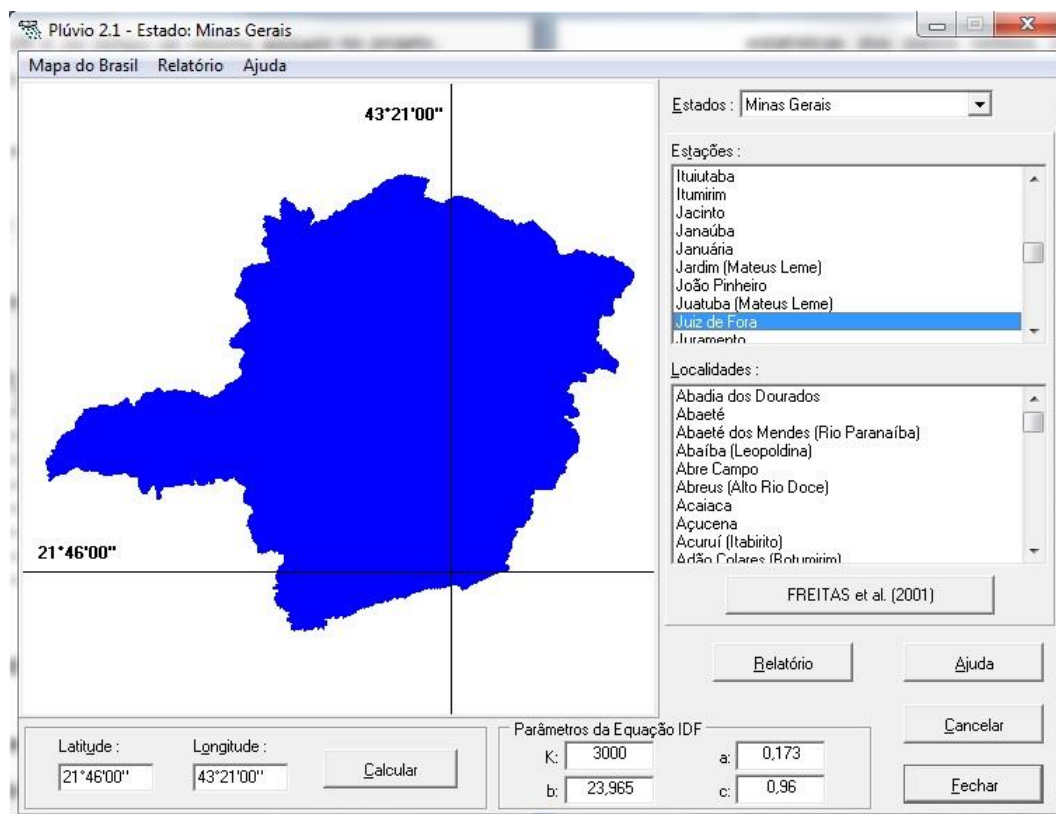 Plúvio 2.1 - Estado: Minas Gerais
Mapa do Brasil Relatório Ajuda
43°21'00"
21°46'00"
Estados : Minas Gerais
Estações :
Ituiutaba
Itumirim
Jacinto
Janaúba
Januária
Jardim (Mateus Leme)
João Pinheiro
Juatuba (Mateus Leme)
Juiz de Fora
Juramento
Localidades :
Abadia dos Dourados
Abaeté
Abaeté dos Mendes (Rio Paranaíba)
Abaíba (Leopoldina)
Abre Campo
Abreus (Alto Rio Doce)
Acaiaca
Açucena
Acuruí (Itabirito)
Adão Colares (Botumirim)
FREITAS et al. (2001)
Relatório Ajuda
Cancelar
Fechar
Latitude : Longitude :
21°46'00" 43°21'00" Calcular
Parâmetros da Equação IDF
K: 3000 a: 0,173
b: 23,965 c: 0,96